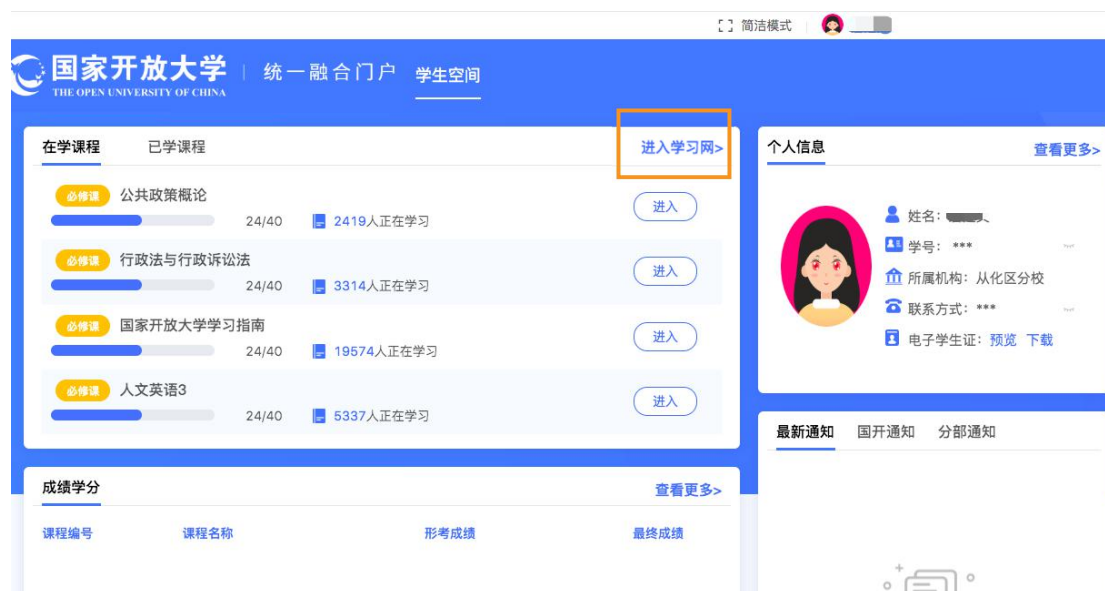 简洁模式
国家开放大学
THE OPEN UNIVERSITY OF CHINA
统一融合门户
学生空间
在学课程 已学课程 进入学习网>
必修课 公共政策概论
24/40 2419人正在学习 进入
必修课 行政法与行政诉讼法
24/40 3314人正在学习 进入
必修课 国家开放大学学习指南
24/40 19574人正在学习 进入
必修课 人文英语3
24/40 5337人正在学习 进入
成绩学分 查看更多>
课程编号 课程名称 形考成绩 最终成绩
个人信息 查看更多>
姓名:
学号: ***
所属机构: 从化区分校
联系方式: ***
电子学生证: 预览 下载
最新通知 国开通知 分部通知